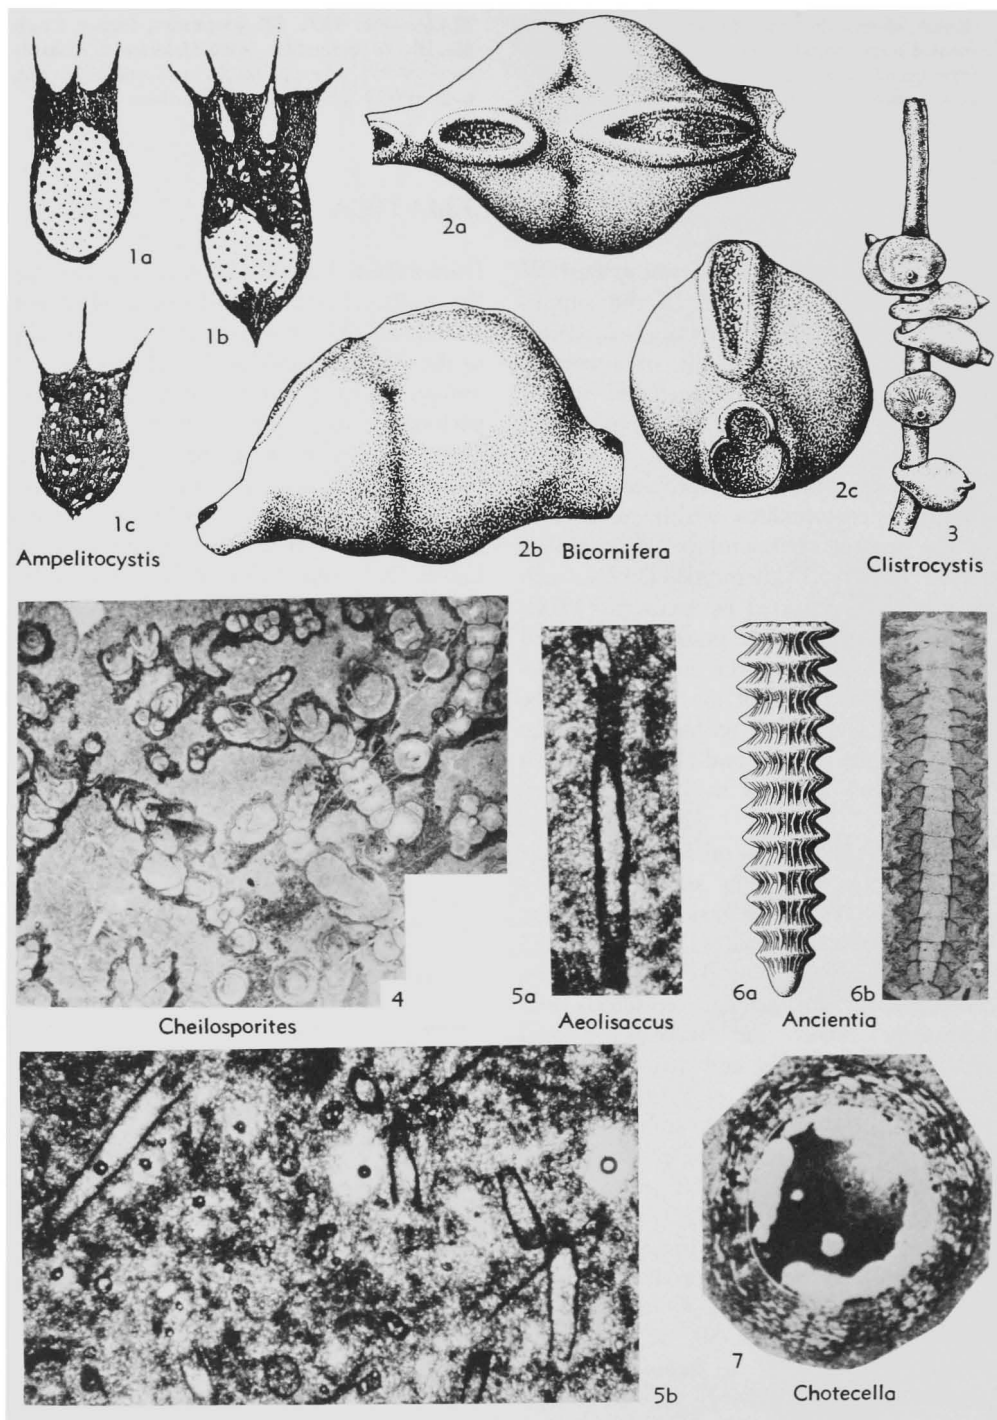 1a
1b
2a
1c
2b
2c
3
Ampelitocystis
Bicornifera
Clistrocystis
4
5a
6a
6b
Cheilosporites
Aeolisaccus
Ancientia
5b
7
Chotecella